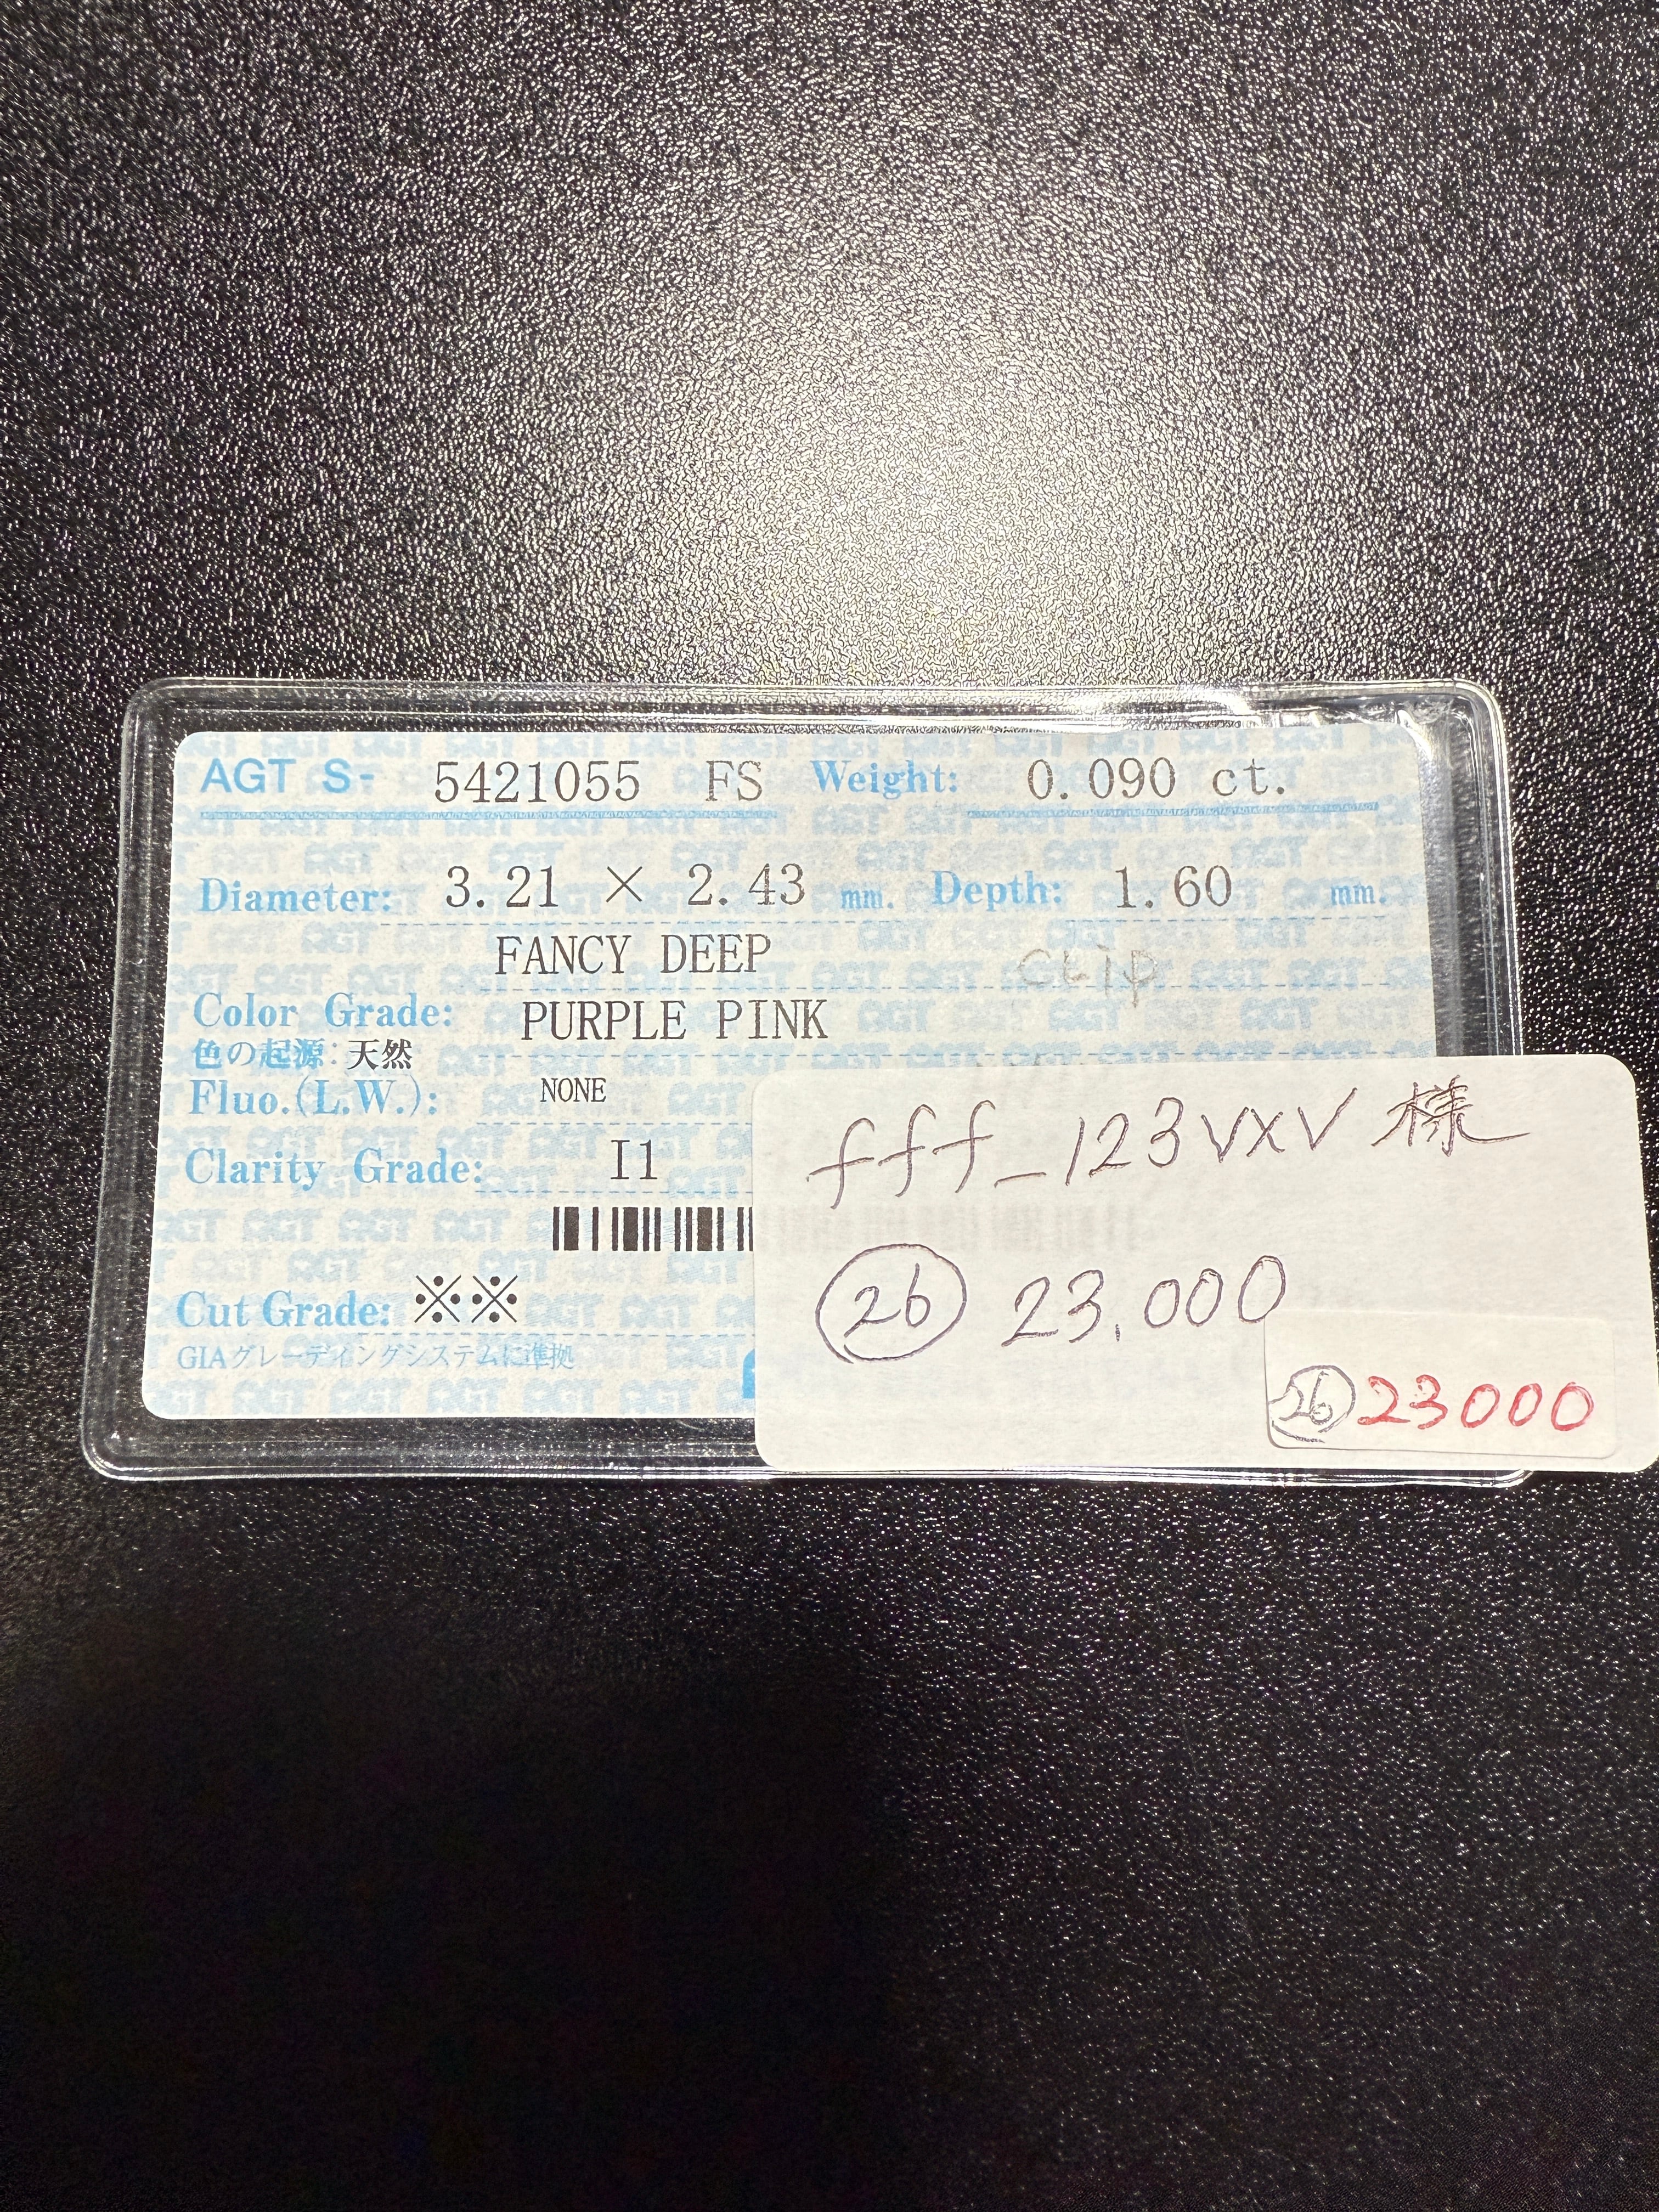 AGT S- 5421055 FS Weight: 0.090 ct.
Diameter: 3.21 × 2.43 mm. Depth: 1.60 mm.
FANCY DEEP
Color Grade: PURPLE PINK
色の起源: 天然
Fluo.(L.W.): NONE
Clarity Grade: I1
Cut Grade: ※※
GIAグレーディングシステムに準拠
fff_123vxv 様
26 23,000
26 23000